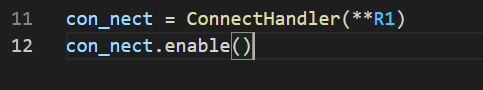 11 con_nect = ConnectHandler(**R1)
12 con_nect.enable()